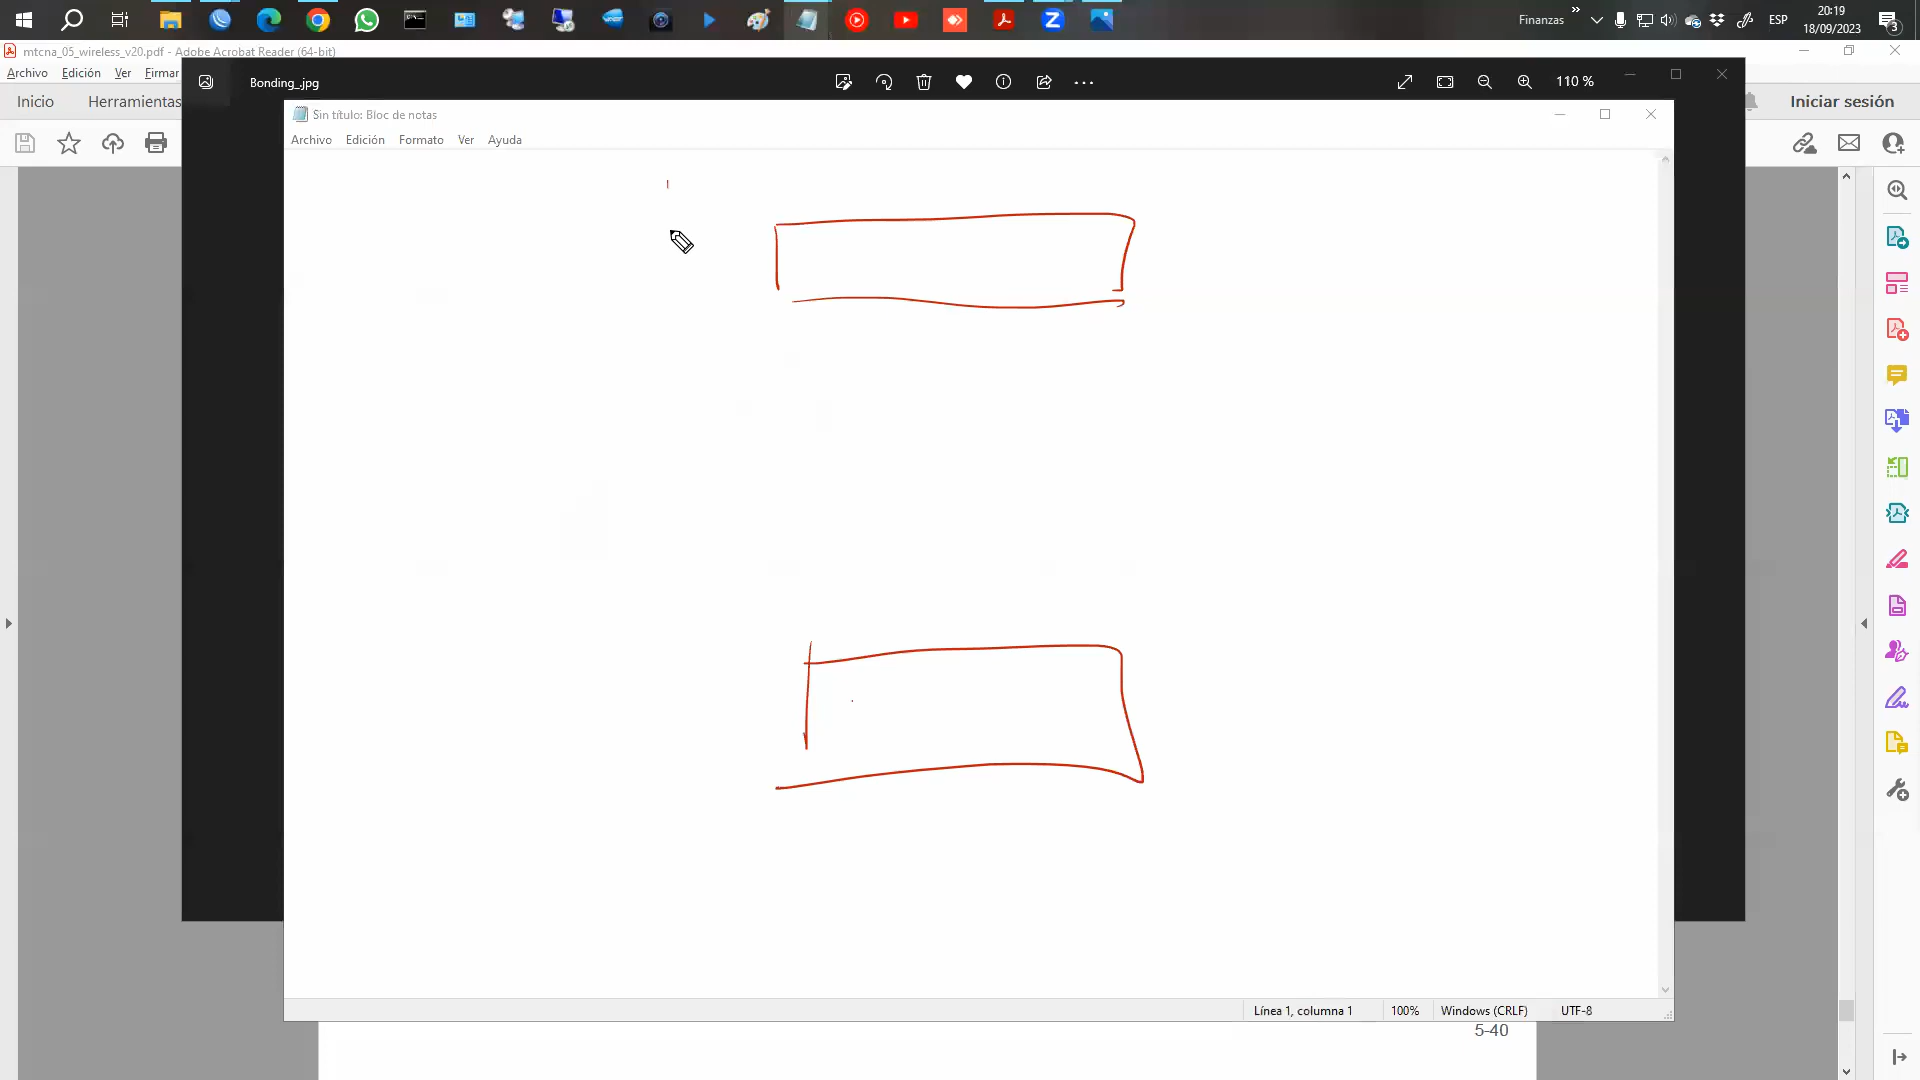 Finanzas
ESP
20:19
18/09/2023
3
mtcna_05_wireless_v20.pdf - Adobe Acrobat Reader (64-bit)
Archivo Edición Ver Firmar
Inicio Herramientas
Iniciar sesión
Bonding_.jpg
110 %
Sin título: Bloc de notas
Archivo Edición Formato Ver Ayuda
Línea 1, columna 1 100% Windows (CRLF) UTF-8
5-40